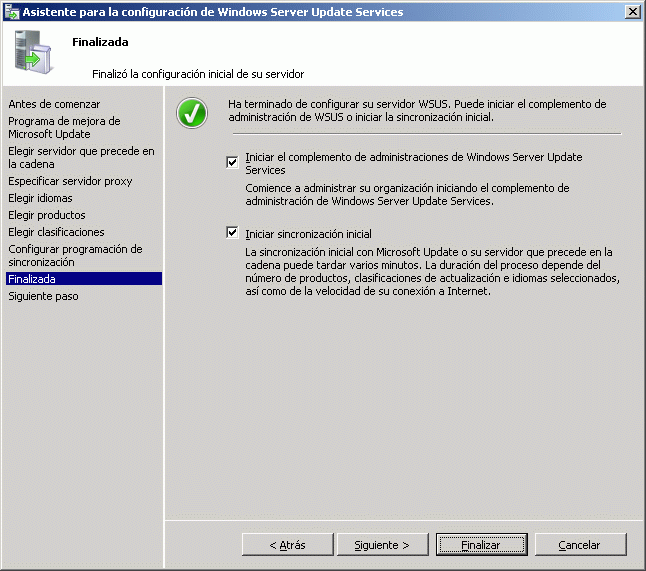 Asistente para la configuración de Windows Server Update Services
Finalizada
Finalizó la configuración inicial de su servidor
Antes de comenzar
Programa de mejora de
Microsoft Update
Elegir servidor que precede en
la cadena
Especificar servidor proxy
Elegir idiomas
Elegir productos
Elegir clasificaciones
Configurar programación de
sincronización
Finalizada
Siguiente paso
Ha terminado de configurar su servidor WSUS. Puede iniciar el complemento de
administración de WSUS o iniciar la sincronización inicial.
Iniciar el complemento de administraciones de Windows Server Update
Services
Comience a administrar su organización iniciando el complemento de
administración de Windows Server Update Services.
Iniciar sincronización inicial
La sincronización inicial con Microsoft Update o su servidor que precede en la
cadena puede tardar varios minutos. La duración del proceso depende del
número de productos, clasificaciones de actualización e idiomas seleccionados,
así como de la velocidad de su conexión a Internet.
< Atrás
Siguiente >
Finalizar
Cancelar